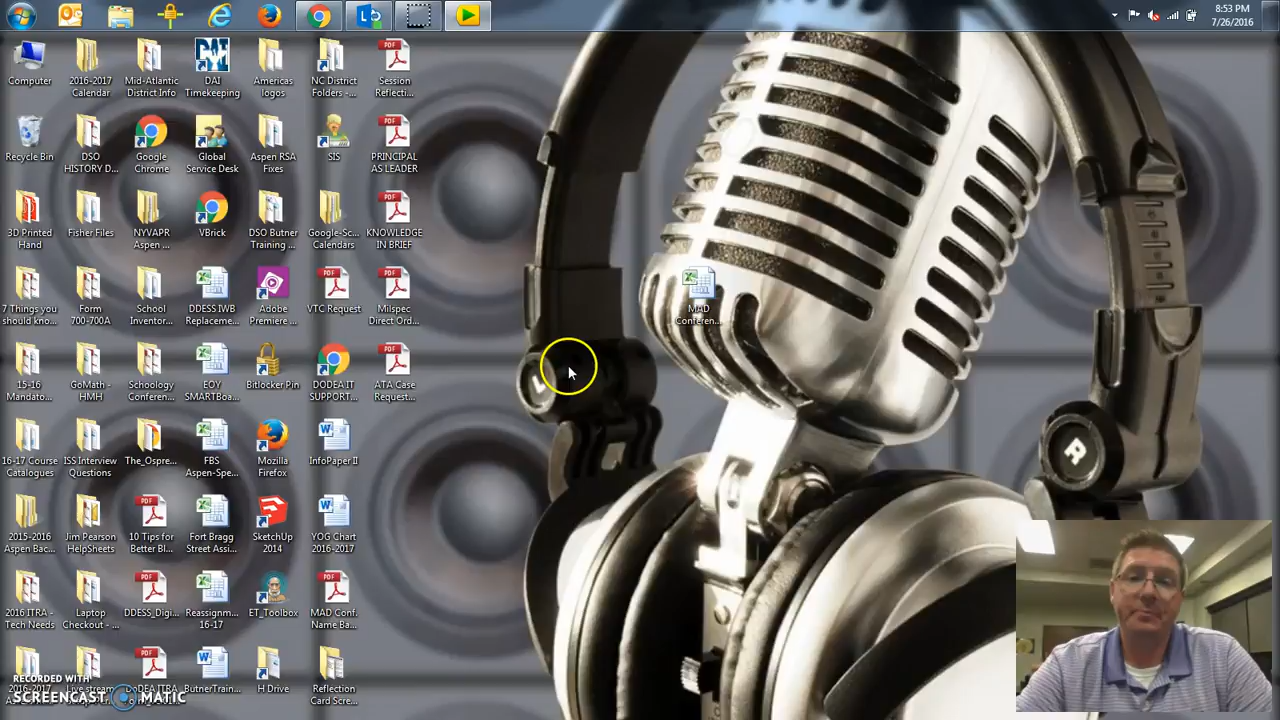 8:53 PM
7/26/2016
Computer
2016-2017
Calendar
Mid-Atlantic
District Info
DAI
Timekeeping
Americas
logos
NC District
Folders -...
Session
Reflecti...
Recycle Bin
DSO
HISTORY D...
Google
Chrome
Global
Service Desk
Aspen RSA
Fixes
SIS
PRINCIPAL
AS LEADER
3D Printed
Hand
Fisher Files
NYVAPR
Aspen ...
VBrick
DSO Butner
Training ...
Google-Sc...
Calendars
KNOWLEDGE
IN BRIEF
7 Things you
should kno...
Form
700-700A
School
Inventor...
DDESS IWB
Replaceme...
Adobe
Premiere ...
VTC Request
Milspec
Direct Ord...
MAD
Conferen...
15-16
Mandato...
GoMath -
HMH
Schoology
Conferen...
EOY
SMARTBoa...
Bitlocker Pin
DODEA IT
SUPPORT...
ATA Case
Request...
L
16-17 Course
Catalogues
ISS Interview
Questions
The_Ospre...
FBS
Aspen-Spe...
Mozilla
Firefox
InfoPaper II
R
2015-2016
Aspen Bac...
Jim Pearson
HelpSheets
10 Tips for
Better Bl...
Fort Bragg
Street Assi...
SketchUp
2014
YOG Chart
2016-2017
2016 ITRA -
Tech Needs
Laptop
Checkout - ...
DDESS_Digi...
Reassignm...
16-17
ET_Toolbox
MAD Conf.
Name Ba...
2016-2017
Live stream...
DoDEA ITRA
ButnerTrain...
H Drive
Reflection
Card Scre...
RECORDED WITH
SCREENCAST MATIC